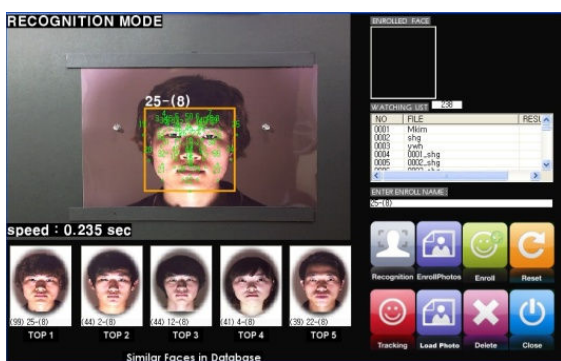 RECOGNITION MODE
25-(8)
speed : 0.235 sec
(99) 25-(8)
(44) 2-(8)
(44) 12-(8)
(41) 4-(8)
(39) 22-(8)
TOP 1
TOP 2
TOP 3
TOP 4
TOP 5
Similar Faces in Database
ENROLLED FACE
WATCHING LIST
230
NO FILE RESU
0001 Mkim
0002 shg
0003 ywh
0004 0001_shg
0005 0002_shg
ENTER ENROLL NAME:
25-(8)
Recognition
EnrollPhotos
Enroll
Reset
Tracking
Load Photo
Delete
Close